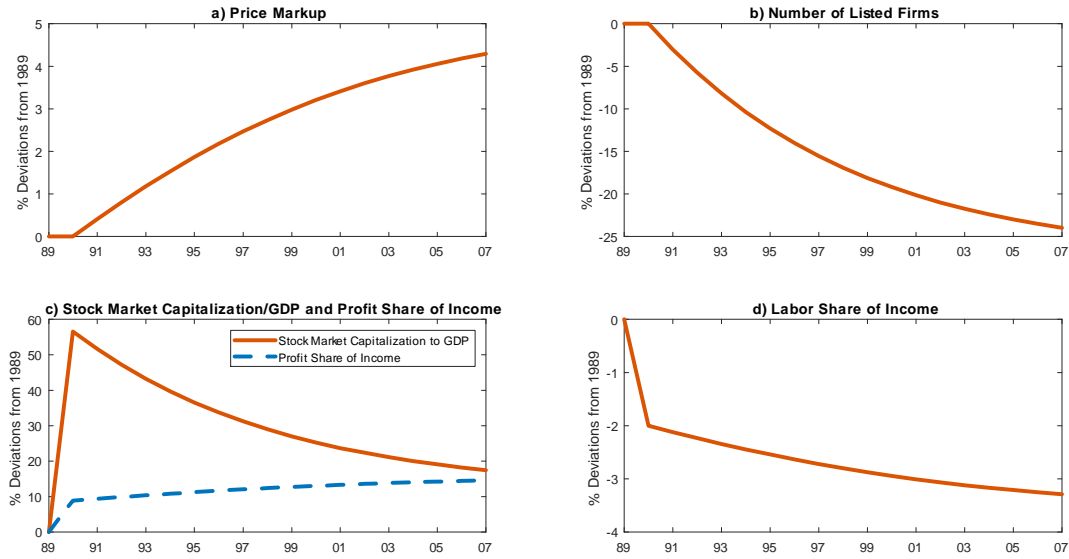 a) Price Markup
% Deviations from 1989
5
4
3
2
1
0
89 91 93 95 97 99 01 03 05 07
b) Number of Listed Firms
% Deviations from 1989
0
-5
-10
-15
-20
-25
89 91 93 95 97 99 01 03 05 07
c) Stock Market Capitalization/GDP and Profit Share of Income
% Deviations from 1989
60
50
40
30
20
10
0
Stock Market Capitalization to GDP
Profit Share of Income
89 91 93 95 97 99 01 03 05 07
d) Labor Share of Income
% Deviations from 1989
0
-1
-2
-3
-4
89 91 93 95 97 99 01 03 05 07